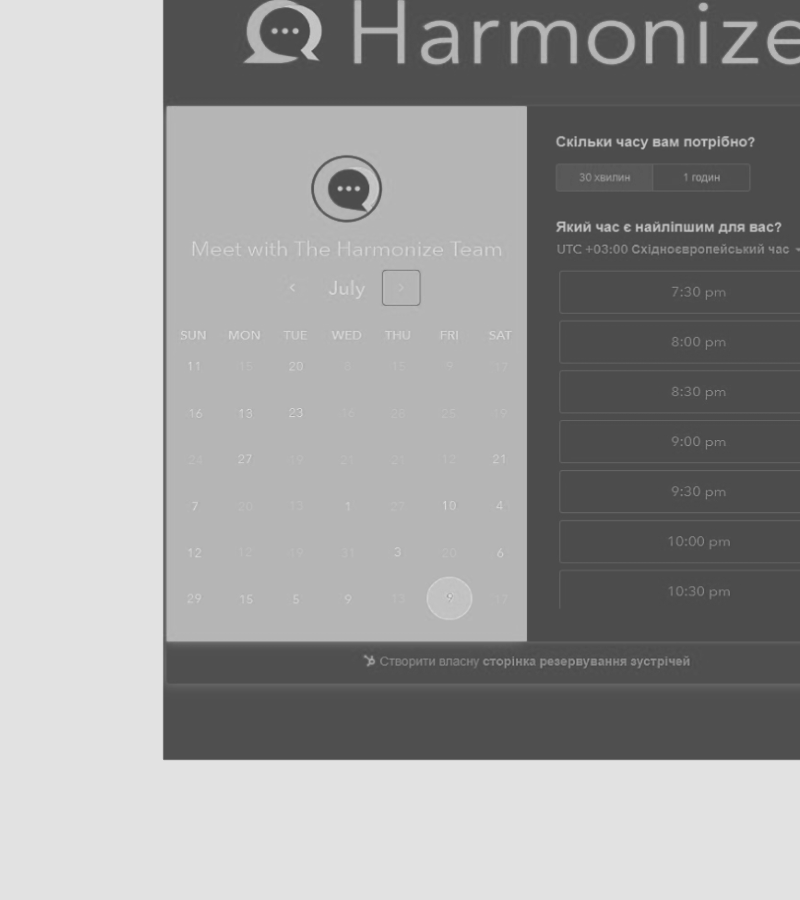 Harmonize
Meet with The Harmonize Team
July
SUN MON TUE WED THU FRI SAT
11 15 20 6 15 9 17
16 13 23 16 26 25 19
24 27 19 21 21 12 21
7 20 13 1 27 10 4
12 12 19 31 3 20 6
29 15 5 9 13 9 17
Скільки часу вам потрібно?
30 хвилин 1 годин
Який час є найліпшим для вас?
UTC +03:00 Східноєвропейський час
7:30 pm
8:00 pm
8:30 pm
9:00 pm
9:30 pm
10:00 pm
10:30 pm
Створити власну сторінка резервування зустрічей